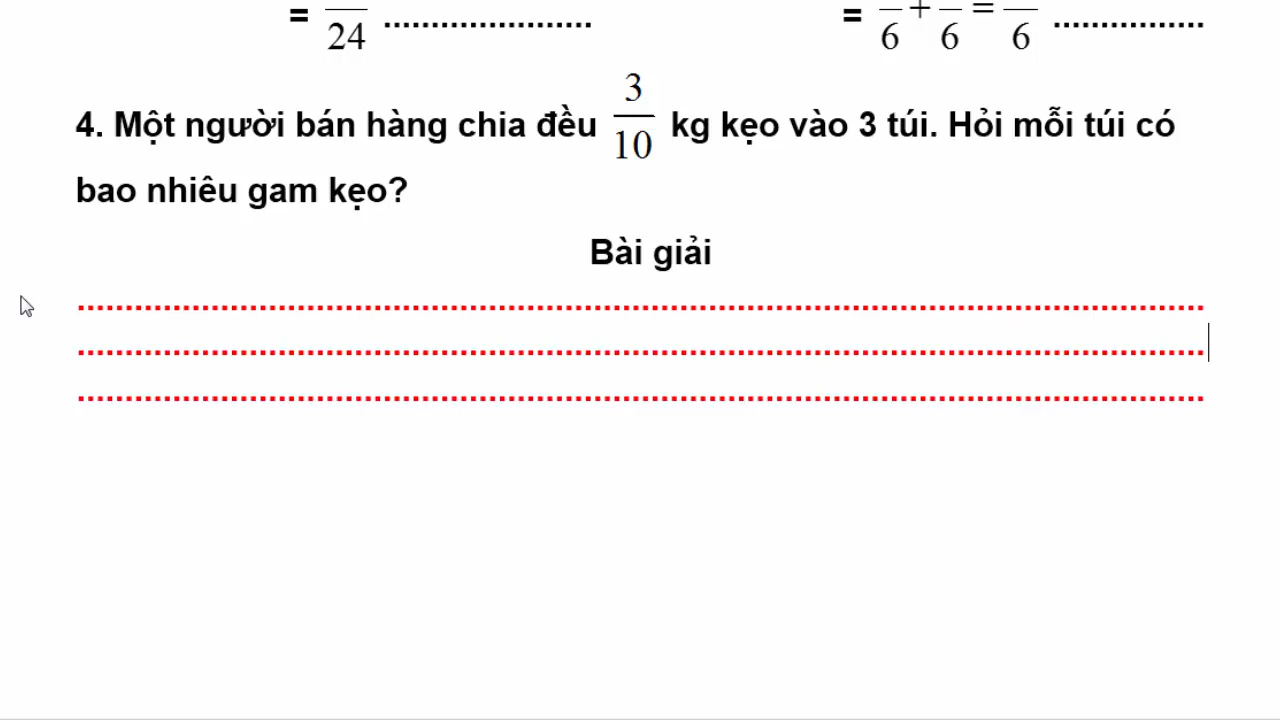 = 24 ...................... = 6 + 6 = 6 ................
4. Một người bán hàng chia đều 3/10 kg kẹo vào 3 túi. Hỏi mỗi túi có
bao nhiêu gam kẹo?
Bài giải
......................................................................................................................
......................................................................................................................
......................................................................................................................